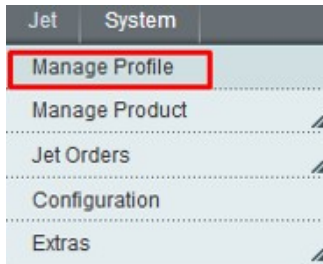 Jet System
Manage Profile
Manage Product
Jet Orders
Configuration
Extras